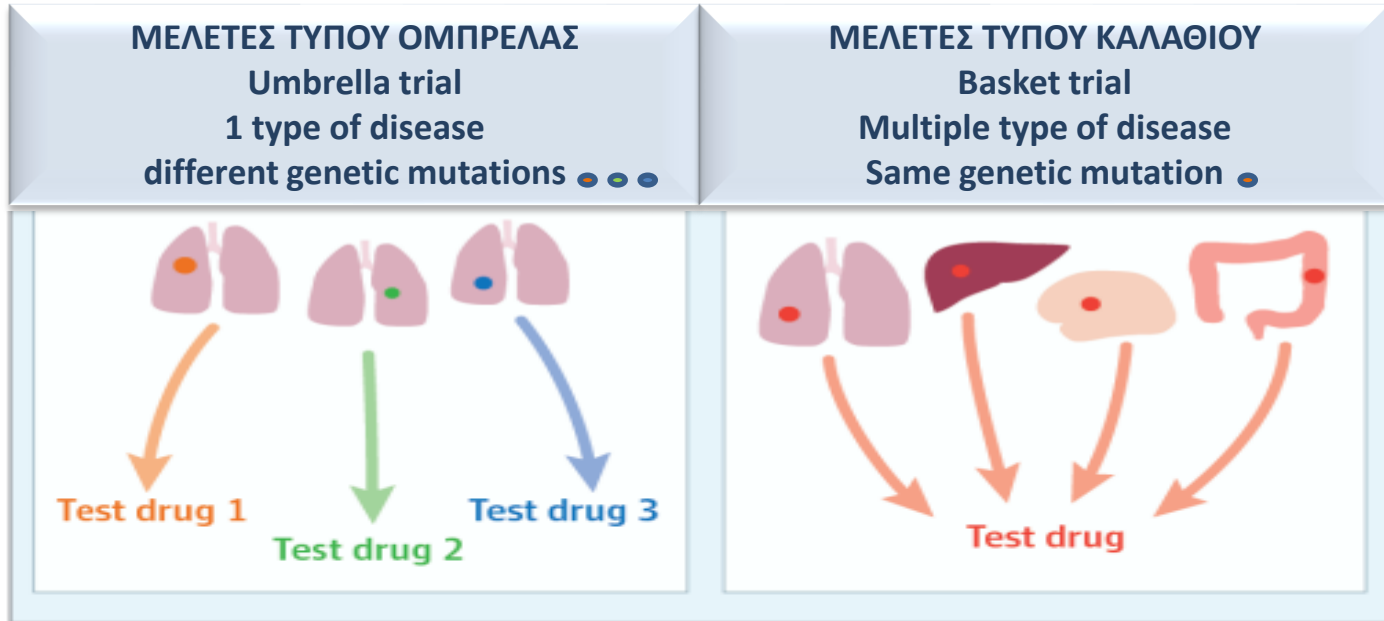 ΜΕΛΕΤΕΣ ΤΥΠΟΥ ΟΜΠΡΕΛΑΣ
Umbrella trial
1 type of disease
different genetic mutations
ΜΕΛΕΤΕΣ ΤΥΠΟΥ ΚΑΛΑΘΙΟΥ
Basket trial
Multiple type of disease
Same genetic mutation
Test drug 1
Test drug 2
Test drug 3
Test drug